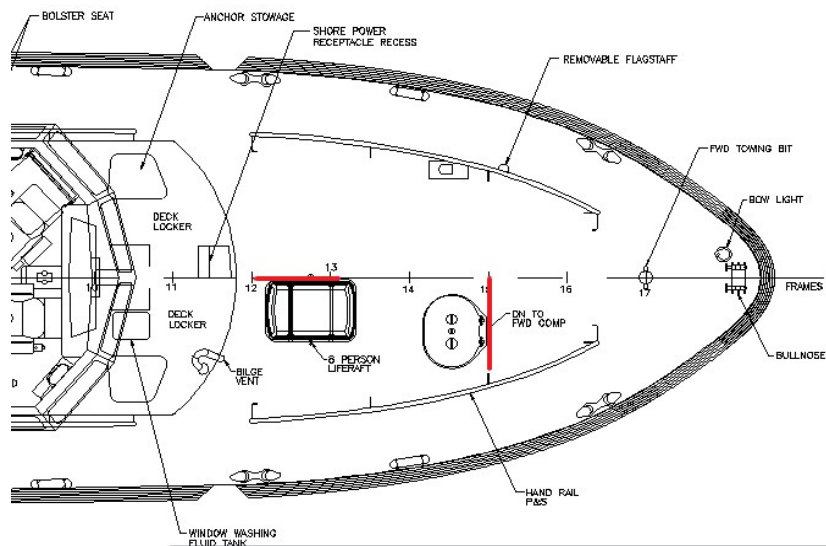 BOLSTER SEAT
ANCHOR STOWAGE
SHORE POWER
RECEPTACLE RECESS
REMOVABLE FLAGSTAFF
FWD TOWING BIT
BOW LIGHT
DECK
LOCKER
10
11
12
13
14
15
16
17
FRAMES
DECK
LOCKER
DN TO
FWD COMP
8 PERSON
LIFERAFT
BILGE
VENT
BULLNOSE
HAND RAIL
P&S
WINDOW WASHING
FLUID TANK